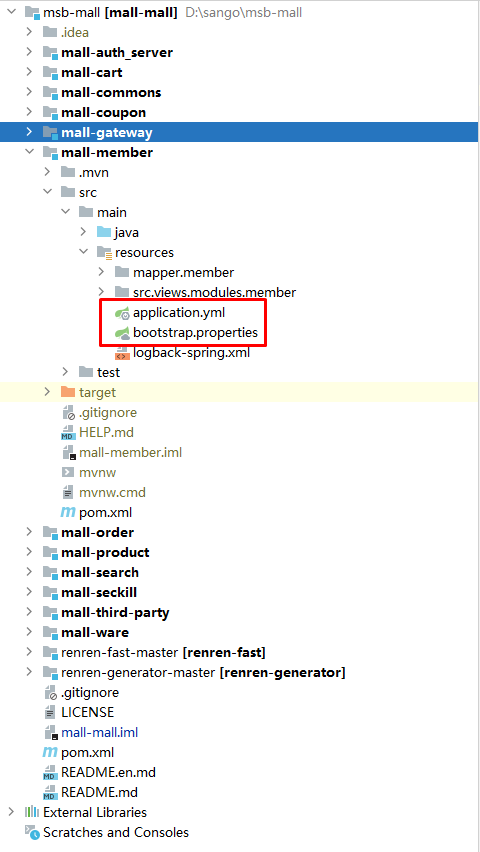 msb-mall [mall-mall] D:\sango\msb-mall
.idea
mall-auth_server
mall-cart
mall-commons
mall-coupon
mall-gateway
mall-member
.mvn
src
main
java
resources
mapper.member
src.views.modules.member
application.yml
bootstrap.properties
logback-spring.xml
test
target
.gitignore
HELP.md
mall-member.iml
mvnw
mvnw.cmd
pom.xml
mall-order
mall-product
mall-search
mall-seckill
mall-third-party
mall-ware
renren-fast-master [renren-fast]
renren-generator-master [renren-generator]
.gitignore
LICENSE
mall-mall.iml
pom.xml
README.en.md
README.md
External Libraries
Scratches and Consoles